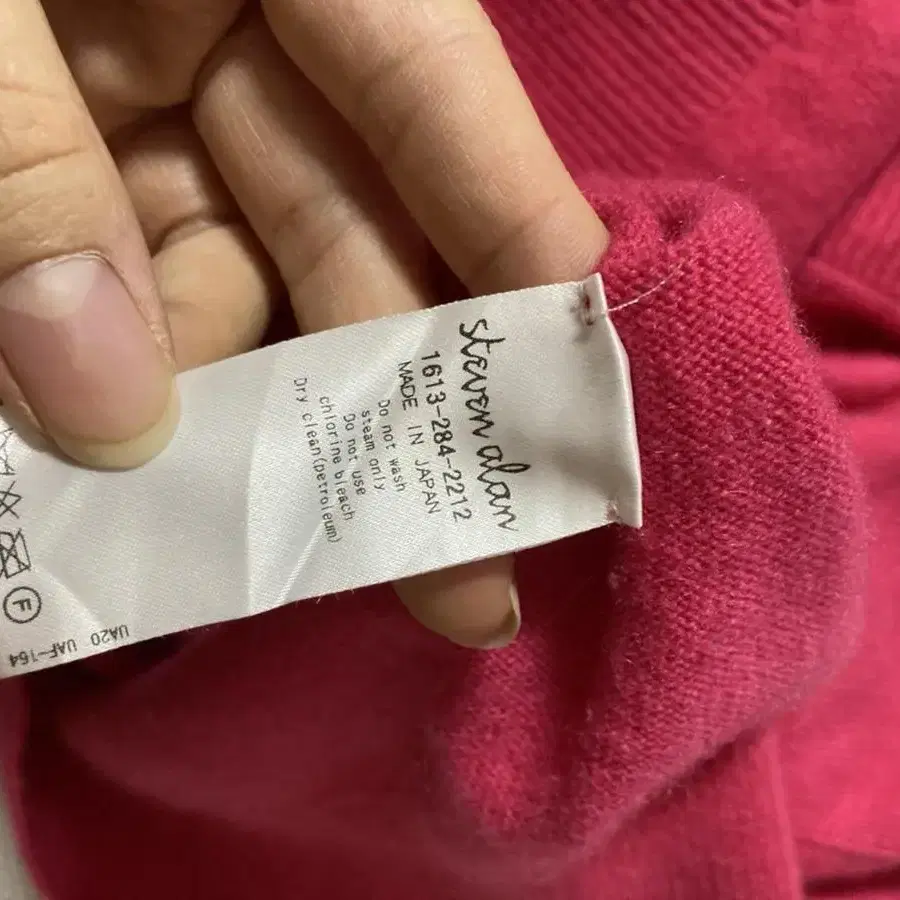 steven alan
1613-284-2212
MADE IN JAPAN
Do not wash
steam only
Do not use
chlorine bleach
Dry clean(petroleum)
F
UA20 UAF-164